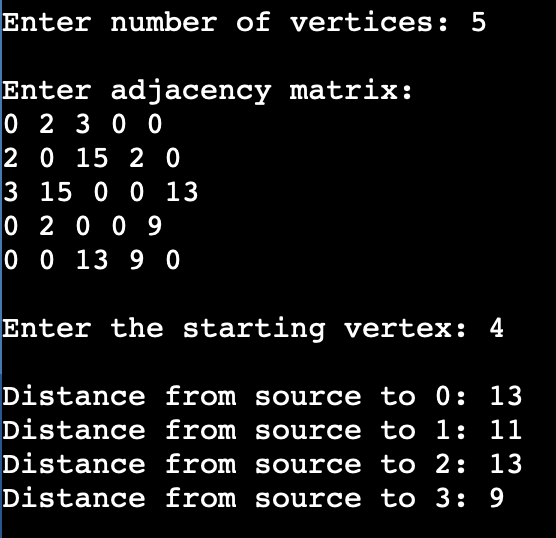 Enter number of vertices: 5
Enter adjacency matrix:
0 2 3 0 0
2 0 15 2 0
3 15 0 0 13
0 2 0 0 9
0 0 13 9 0
Enter the starting vertex: 4
Distance from source to 0: 13
Distance from source to 1: 11
Distance from source to 2: 13
Distance from source to 3: 9